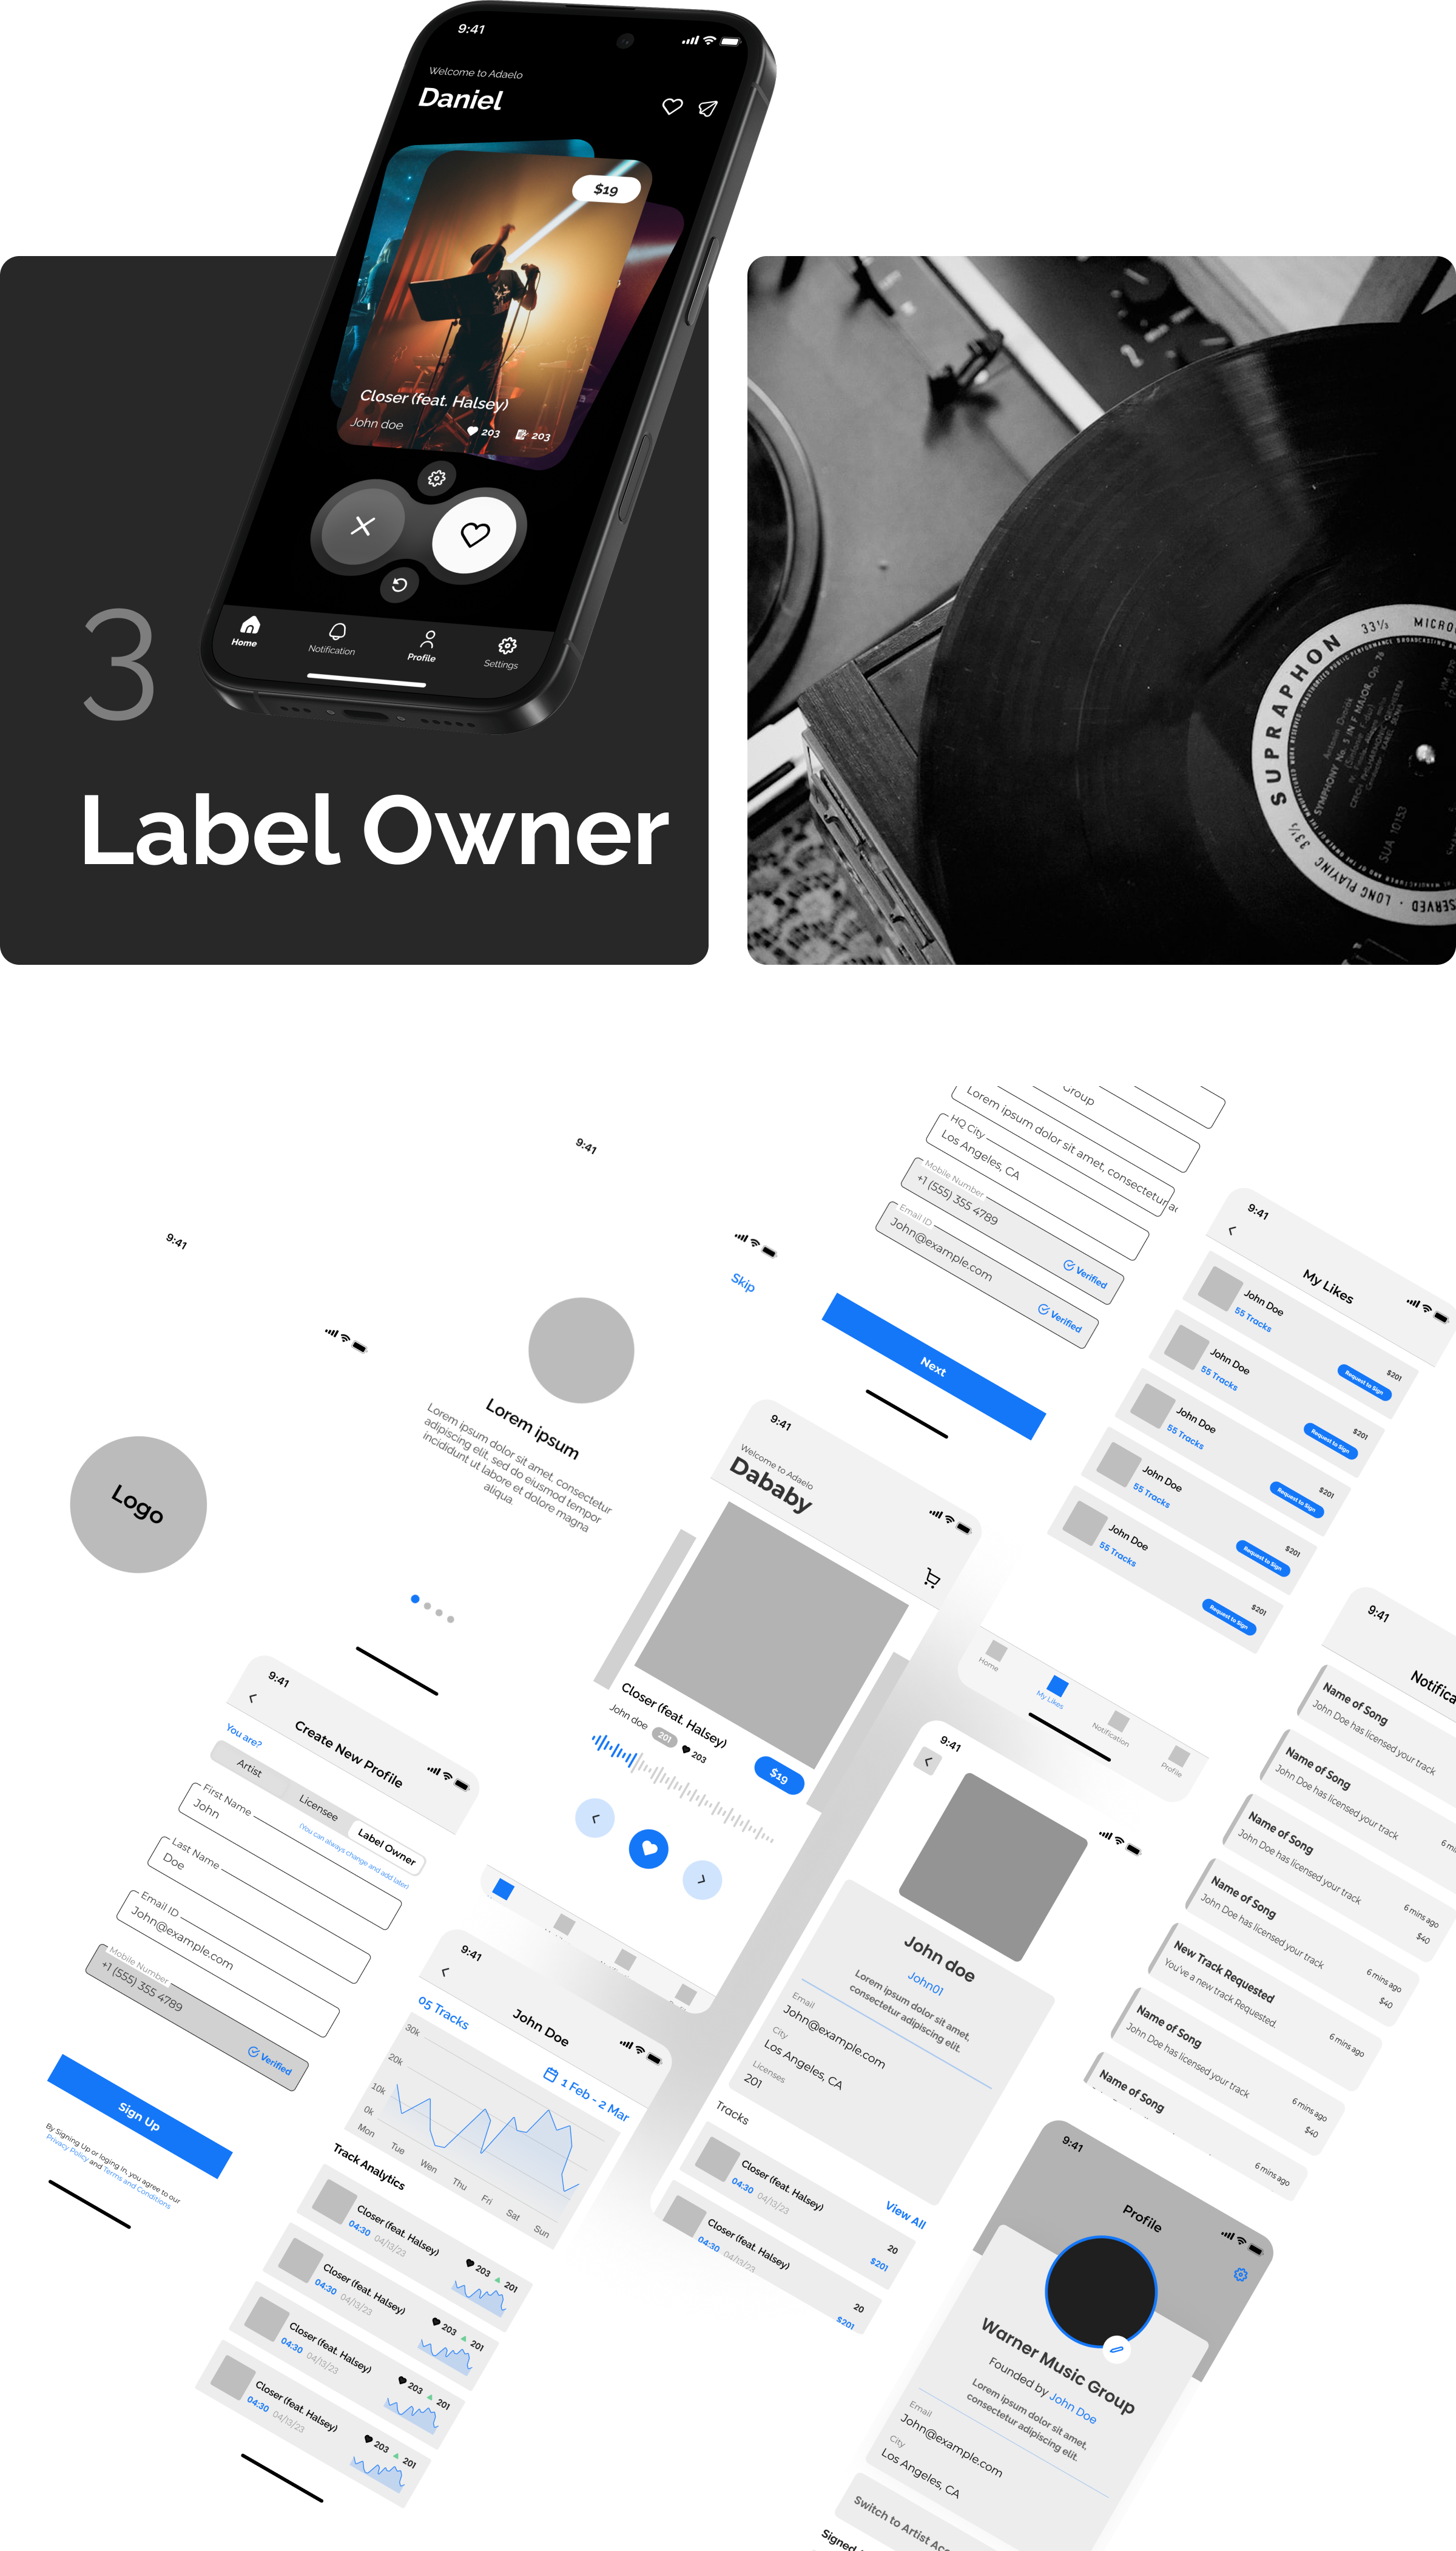 9:41
Welcome to Adaelo
Daniel
$19
Closer (feat. Halsey)
John doe
203
203
Home
Notification
Profile
Settings
3
Label Owner
SUPRAPHON
33⅓
MICRO
SYMPHONY No. 5 IN F MAJOR, Op. 76
Antonín Dvořák
SUA 10153
33⅓
LONG PLAYING
9:41
Logo
9:41
Skip
Lorem ipsum
Lorem ipsum dolor sit amet, consectetur
adipiscing elit, sed do eiusmod tempor
incididunt ut labore et dolore magna
aliqua.
Group
Lorem ipsum dolor sit amet, consectetur ad
HQ City
Los Angeles, CA
Mobile Number
+1 (555) 355 4789
Verified
Email ID
John@example.com
Verified
Next
9:41
My Likes
John Doe
55 Tracks
$201
Request to Sign
John Doe
55 Tracks
$201
Request to Sign
John Doe
55 Tracks
$201
Request to Sign
John Doe
55 Tracks
$201
Request to Sign
John Doe
55 Tracks
$201
Request to Sign
Home
My Likes
Notification
Profile
9:41
Welcome to Adaelo
Dababy
Closer (feat. Halsey)
John doe
201
203
$19
9:41
Create New Profile
You are?
Artist
Licensee
Label Owner
(You can always change and add later)
First Name
John
Last Name
Doe
Email ID
John@example.com
Mobile Number
+1 (555) 355 4789
Verified
Sign Up
By Signing Up or loging in, you agree to our
Privacy Policy and Terms and Conditions
9:41
John Doe
05 Tracks
1 Feb - 2 Mar
30k
20k
10k
0k
Mon
Tue
Wen
Thu
Fri
Sat
Sun
Track Analytics
Closer (feat. Halsey)
04:30 04/13/23
203
201
Closer (feat. Halsey)
04:30 04/13/23
203
201
Closer (feat. Halsey)
04:30 04/13/23
203
201
Closer (feat. Halsey)
04:30 04/13/23
203
201
9:41
John doe
John01
Lorem ipsum dolor sit amet,
consectetur adipiscing elit.
Email
John@example.com
City
Los Angeles, CA
Licenses
201
Tracks
View All
Closer (feat. Halsey)
04:30 04/13/23
20
$201
Closer (feat. Halsey)
04:30 04/13/23
20
$201
9:41
Notifica
Name of Song
John Doe has licensed your track
Name of Song
John Doe has licensed your track
6 m
Name of Song
John Doe has licensed your track
Name of Song
John Doe has licensed your track
6 mins ago
$40
New Track Requested
You've a new track Requested.
6 mins ago
$40
Name of Song
John Doe has licensed your track
6 mins ago
Name of Song
6 mins ago
$40
6 mins ago
9:41
Profile
Warner Music Group
Founded by John Doe
Lorem ipsum dolor sit amet,
consectetur adipiscing elit.
Email
John@example.com
City
Los Angeles, CA
Switch to Artist Acc
Signed